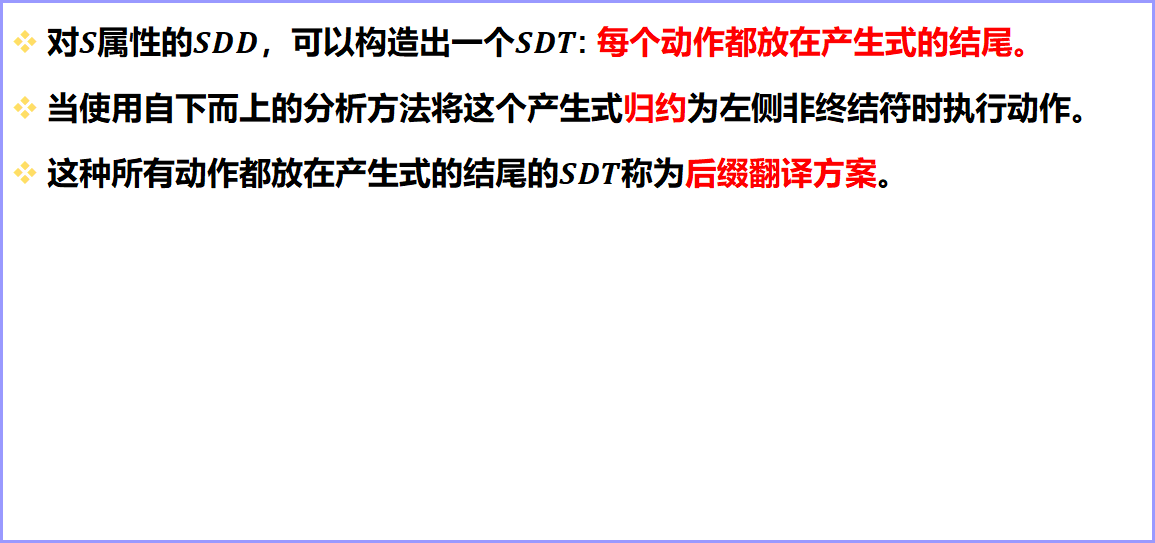 对S属性的SDD，可以构造出一个SDT: 每个动作都放在产生式的结尾。
当使用自下而上的分析方法将这个产生式归约为左侧非终结符时执行动作。
这种所有动作都放在产生式的结尾的SDT称为后缀翻译方案。